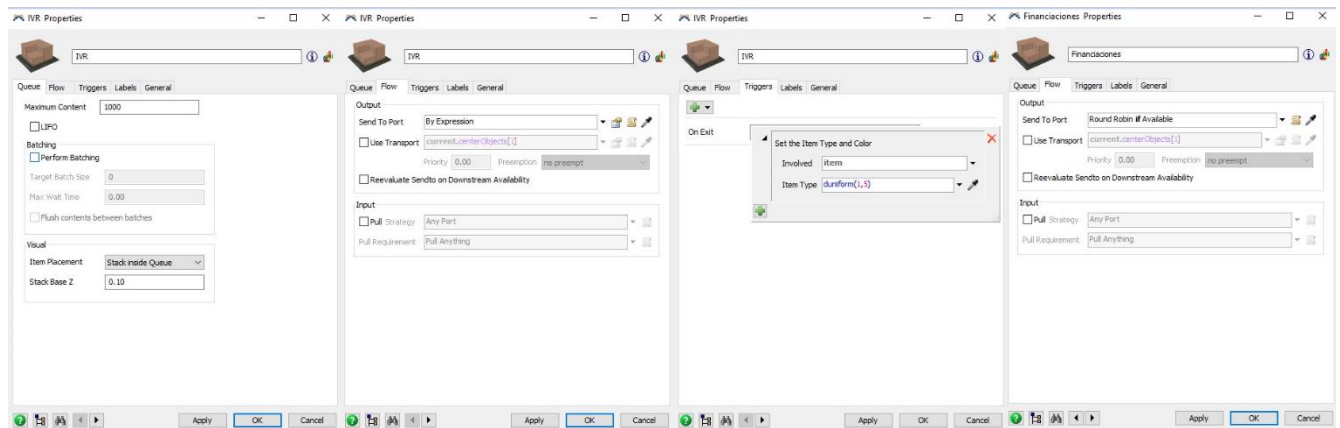 IVR Properties
IVR
Queue Flow Triggers Labels General
Maximum Content 1000
LIFO
Batching
Perform Batching
Target Batch Size 0
Max Wait Time 0.00
Flush contents between batches
Visual
Item Placement Stack inside Queue
Stack Base Z 0.10
Apply OK Cancel
IVR Properties
IVR
Queue Flow Triggers Labels General
Output
Send To Port By Expression
Use Transport current.centerObjects[1]
Priority 0.00 Preemption no preempt
Reevaluate Sendto on Downstream Availability
Input
Pull Strategy Any Port
Pull Requirement Pull Anything
Apply OK Cancel
IVR Properties
IVR
Queue Flow Triggers Labels General
On Exit
Set the Item Type and Color
Involved item
Item Type duniform(1,5)
Apply OK Cancel
Financiaciones Properties
Financiaciones
Queue Flow Triggers Labels General
Output
Send To Port Round Robin if Available
Use Transport current.centerObjects[1]
Priority 0.00 Preemption no preempt
Reevaluate Sendto on Downstream Availability
Input
Pull Strategy Any Port
Pull Requirement Pull Anything
Apply OK Cancel